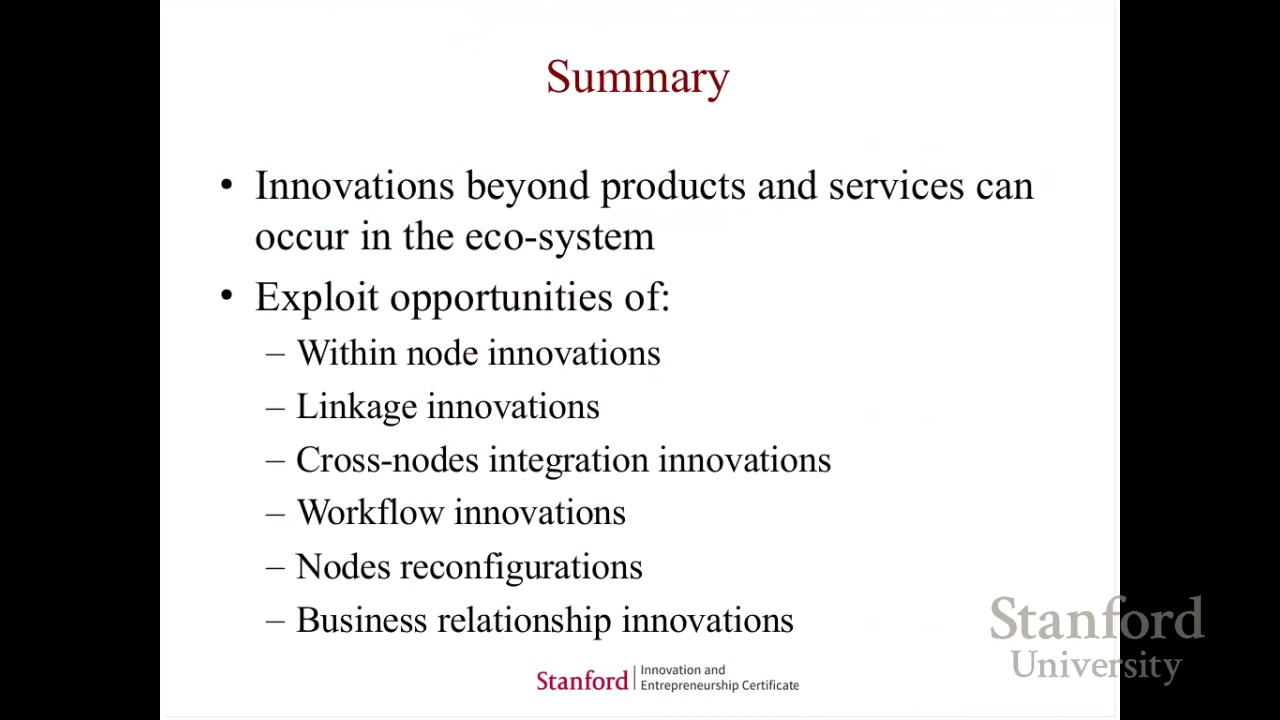 Summary
• Innovations beyond products and services can
occur in the eco-system
• Exploit opportunities of:
– Within node innovations
– Linkage innovations
– Cross-nodes integration innovations
– Workflow innovations
– Nodes reconfigurations
– Business relationship innovations
Stanford
University
Stanford | Innovation and
Entrepreneurship Certificate